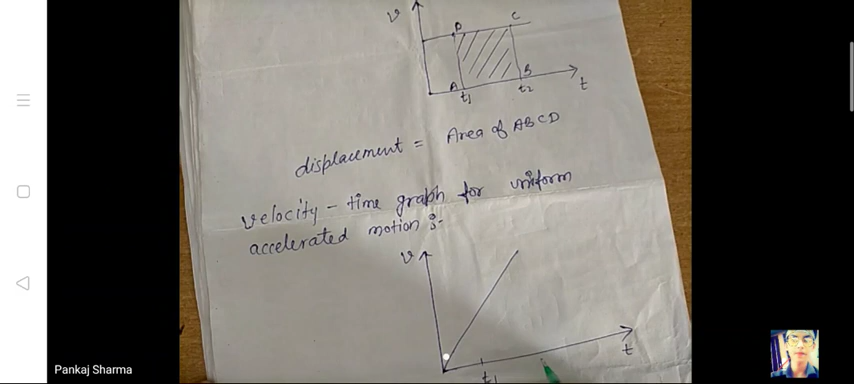 v
D
C
A
B
t1
t2
t
displacement = Area of ABCD
velocity - time graph for uniform
accelerated motion :-
v
t1
t
Pankaj Sharma